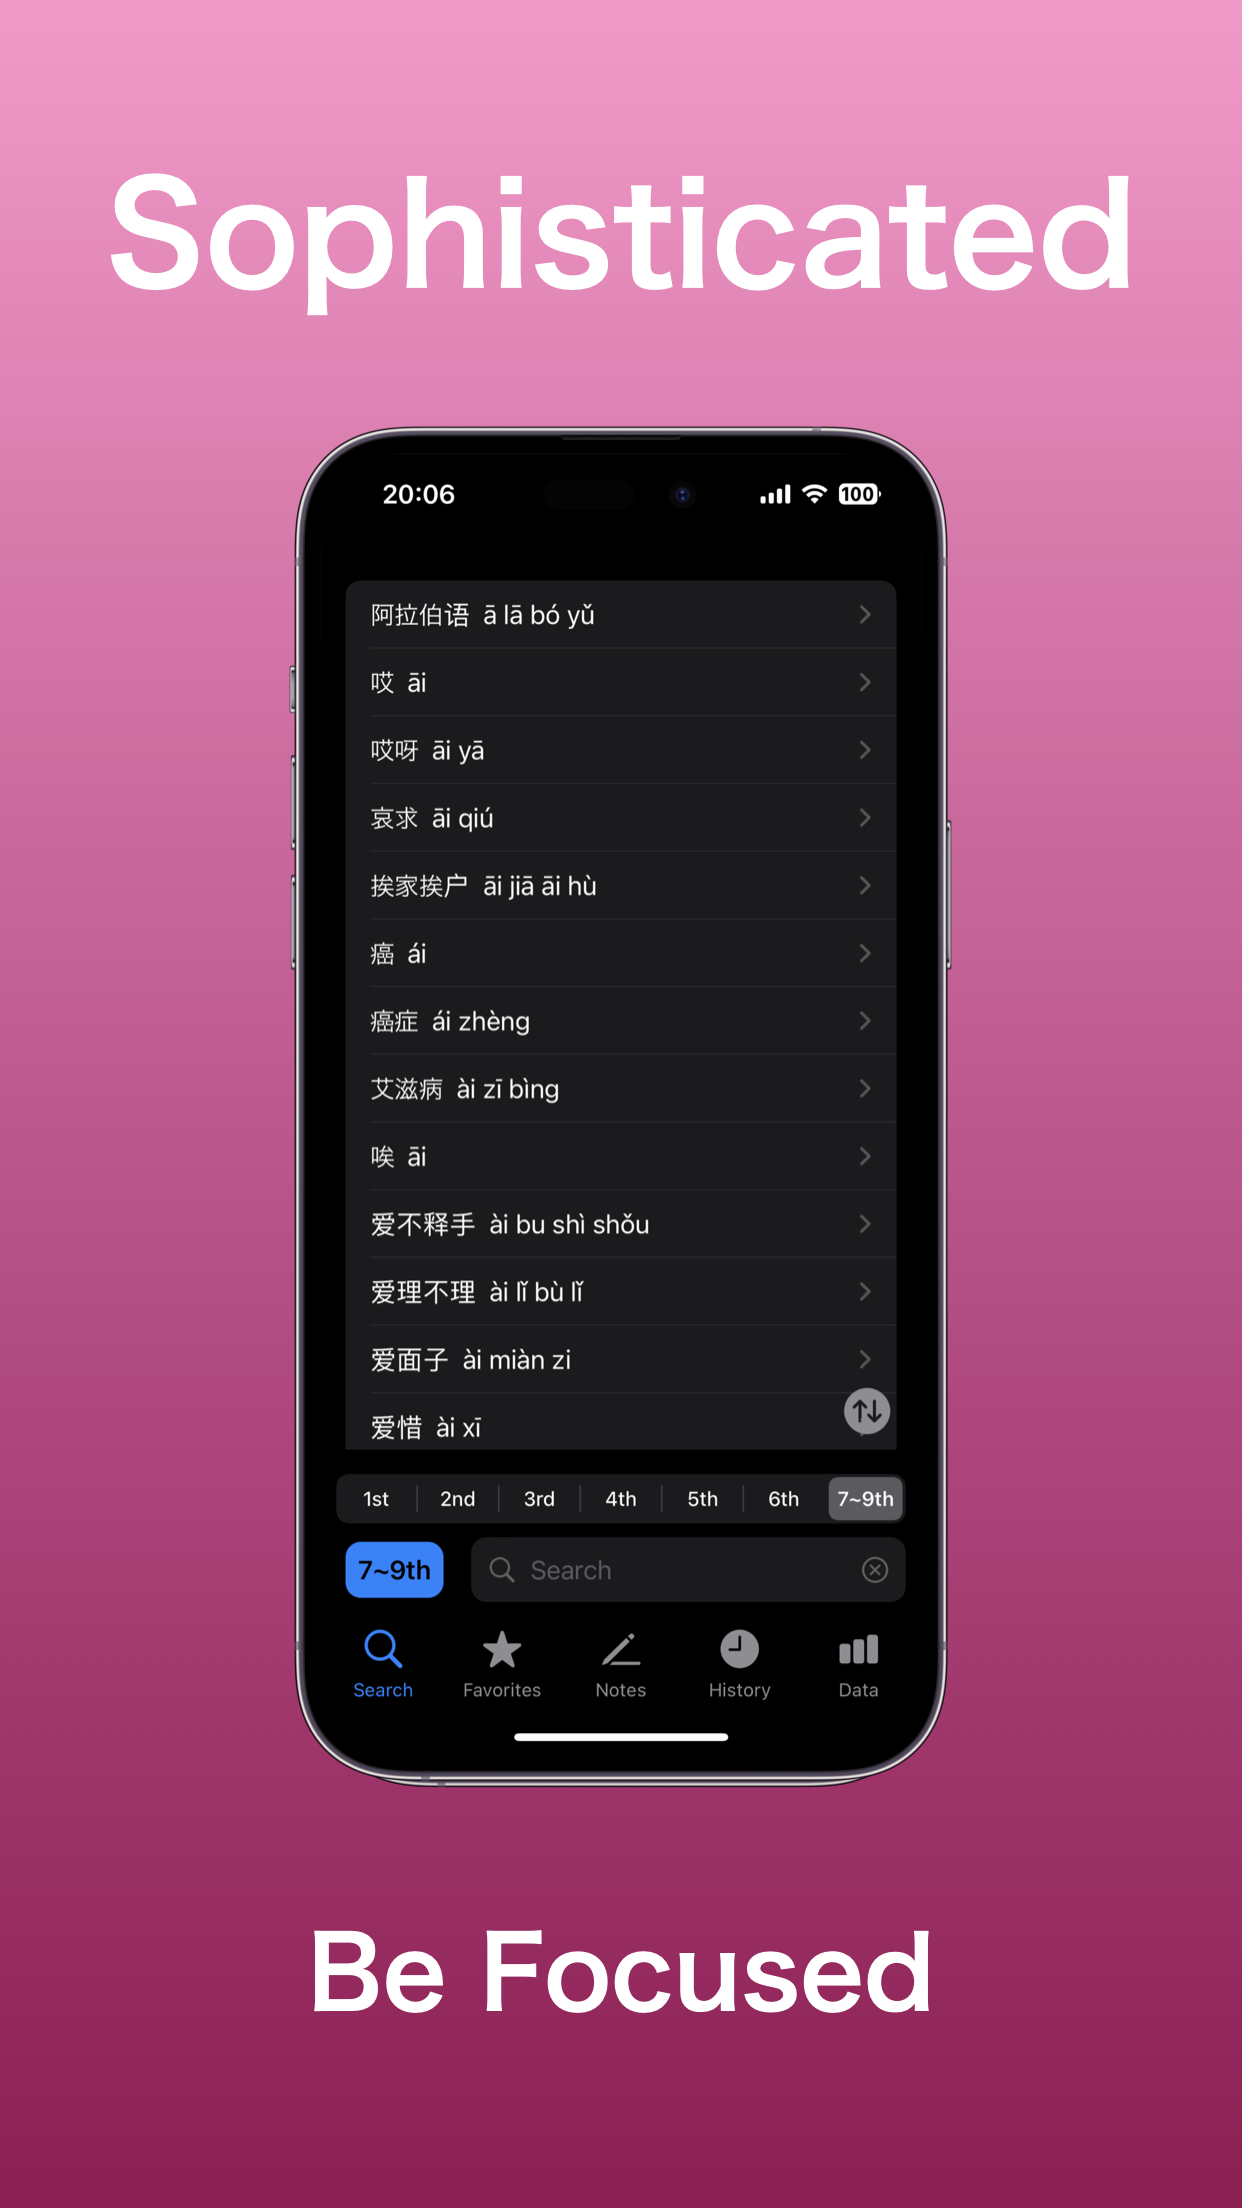 Sophisticated
20:06 100
阿拉伯语 ā lā bó yǔ
哎 āi
哎呀 āi yā
哀求 āi qiú
挨家挨户 āi jiā āi hù
癌 ái
癌症 ái zhèng
艾滋病 ài zī bìng
唉 āi
爱不释手 ài bu shì shǒu
爱理不理 ài lǐ bù lǐ
爱面子 ài miàn zi
爱惜 ài xī
1st 2nd 3rd 4th 5th 6th 7~9th
7~9th Search
Search Favorites Notes History Data
Be Focused